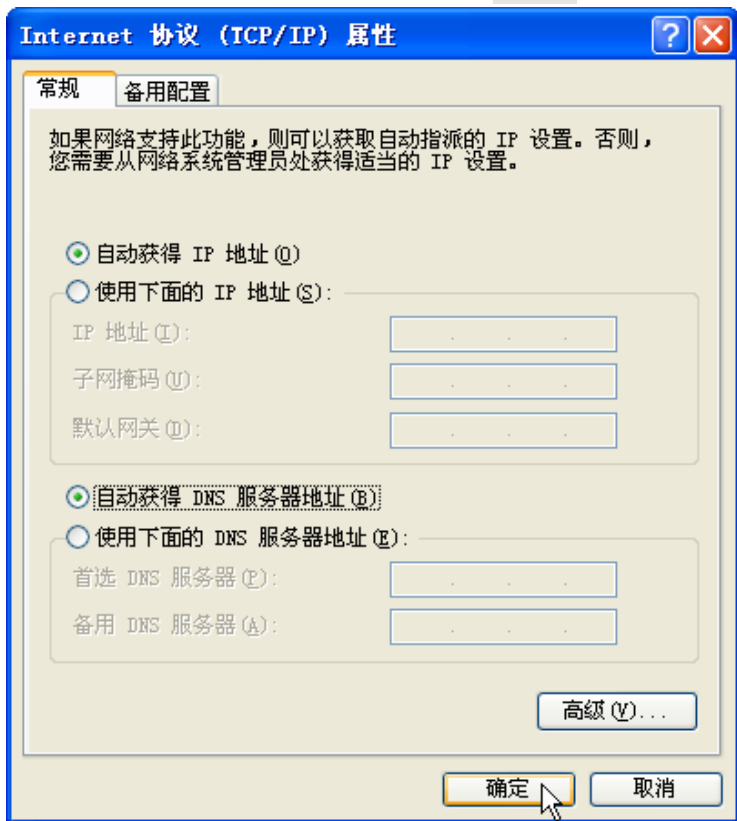 Internet 协议 (TCP/IP) 属性
常规
备用配置
如果网络支持此功能，则可以获取自动指派的 IP 设置。否则，
您需要从网络系统管理员处获得适当的 IP 设置。
自动获得 IP 地址(O)
使用下面的 IP 地址(S):
IP 地址(I):
子网掩码(U):
默认网关(D):
自动获得 DNS 服务器地址(B)
使用下面的 DNS 服务器地址(E):
首选 DNS 服务器(P):
备用 DNS 服务器(A):
高级(V)...
确定
取消